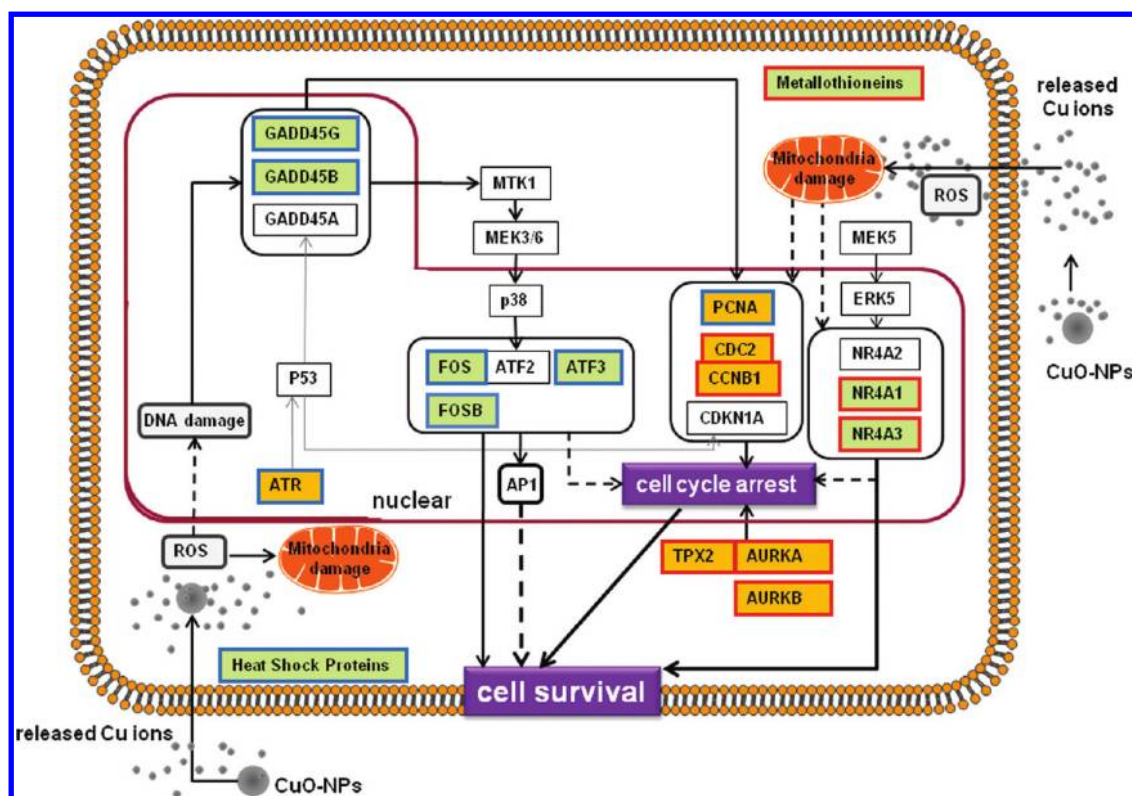 Metallothioneins
released
Cu ions
GADD45G
GADD45B
GADD45A
MTK1
MEK3/6
p38
Mitochondria
damage
ROS
MEK5
ERK5
CuO-NPs
PCNA
CDC2
CCNB1
CDKN1A
NR4A2
NR4A1
NR4A3
FOS
ATF2
ATF3
FOSB
P53
DNA damage
ATR
AP1
nuclear
cell cycle arrest
ROS
Mitochondria
damage
TPX2
AURKA
AURKB
Heat Shock Proteins
cell survival
released Cu ions
CuO-NPs